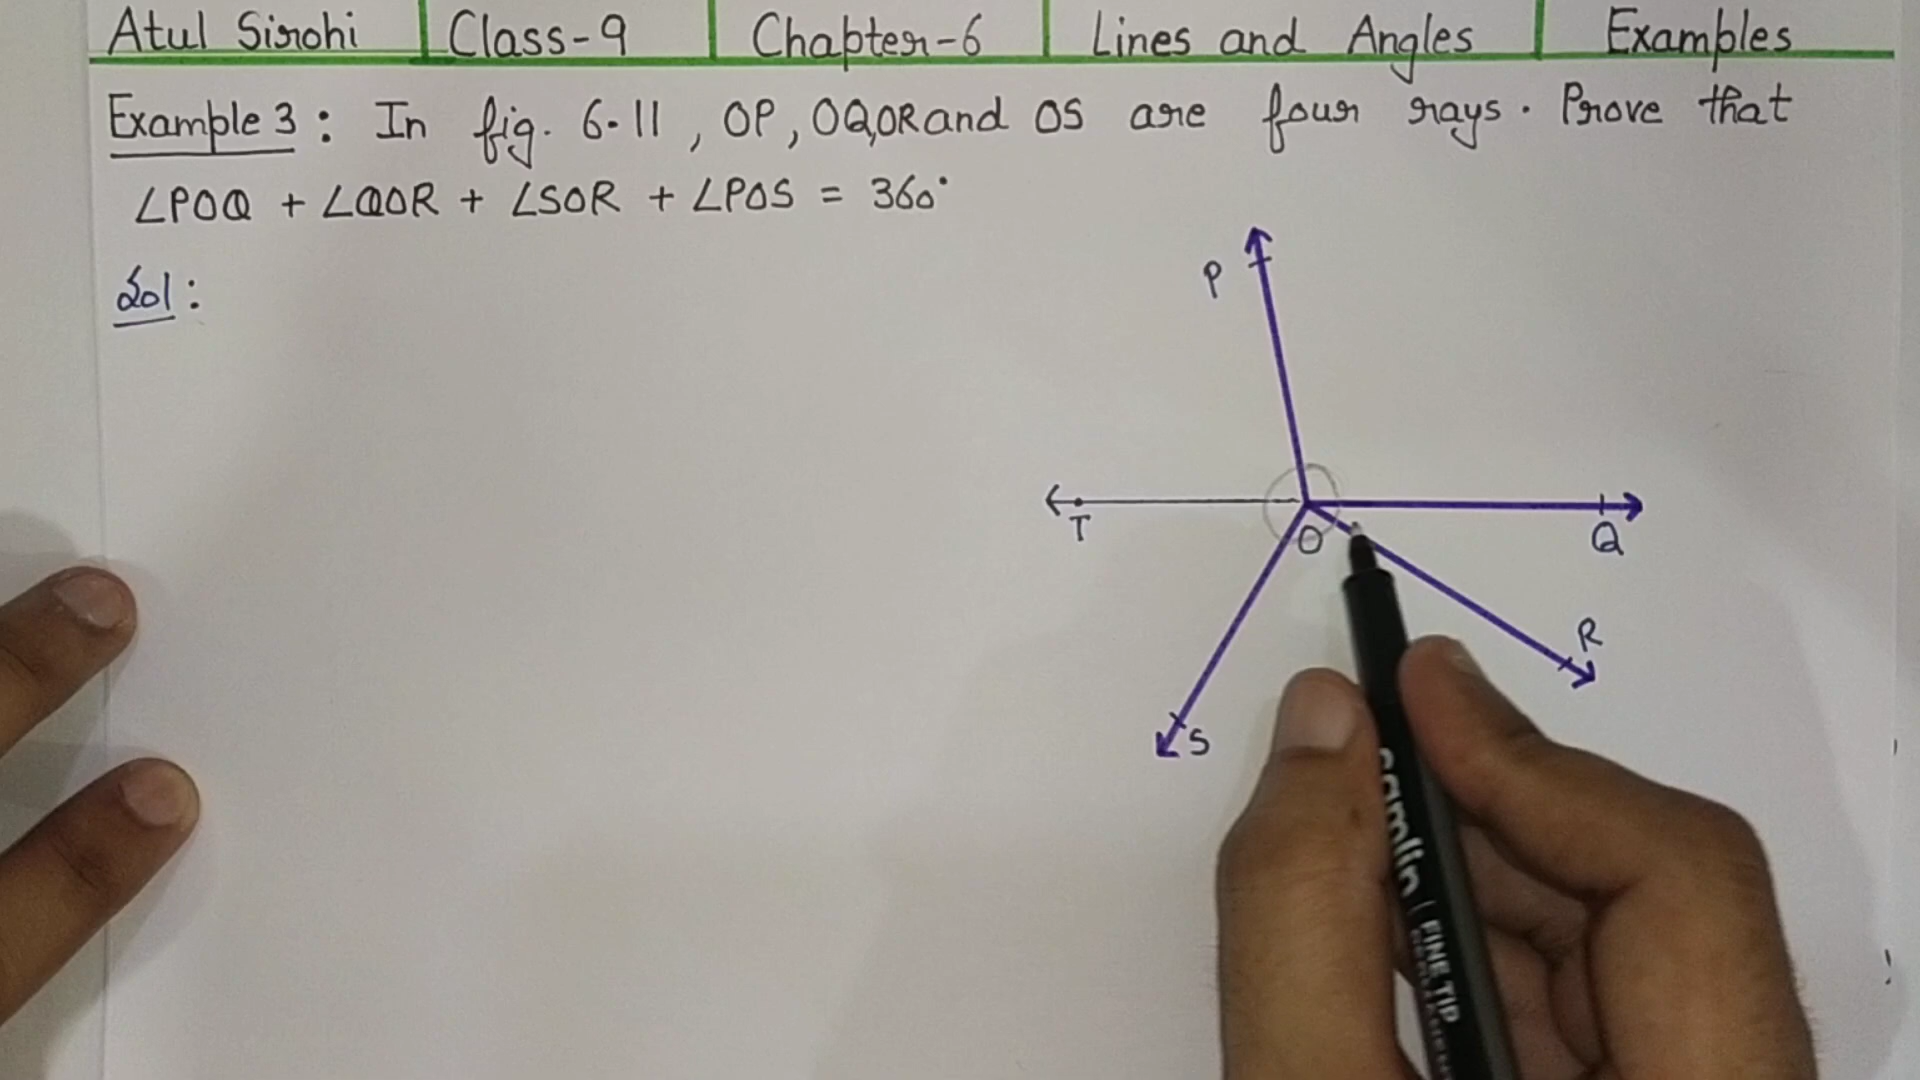 Atul Sirohi Class-9 Chapter-6 Lines and Angles Examples
Example 3 : In fig. 6.11 , OP, OQ,OR and OS are four rays. Prove that
∠POQ + ∠QOR + ∠SOR + ∠POS = 360°
Sol :
P
T
O
Q
R
S
camlin | FINE TIP